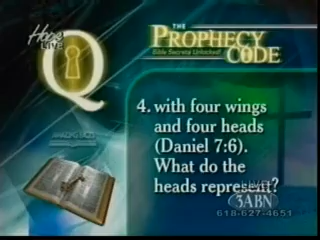 Hope
LIVE
Q
THE
PROPHECY
Bible Secrets Unlocked!
CODE
4. with four wings
and four heads
(Daniel 7:6).
What do the
heads represent?
LIVE
3ABN
618-627-4651